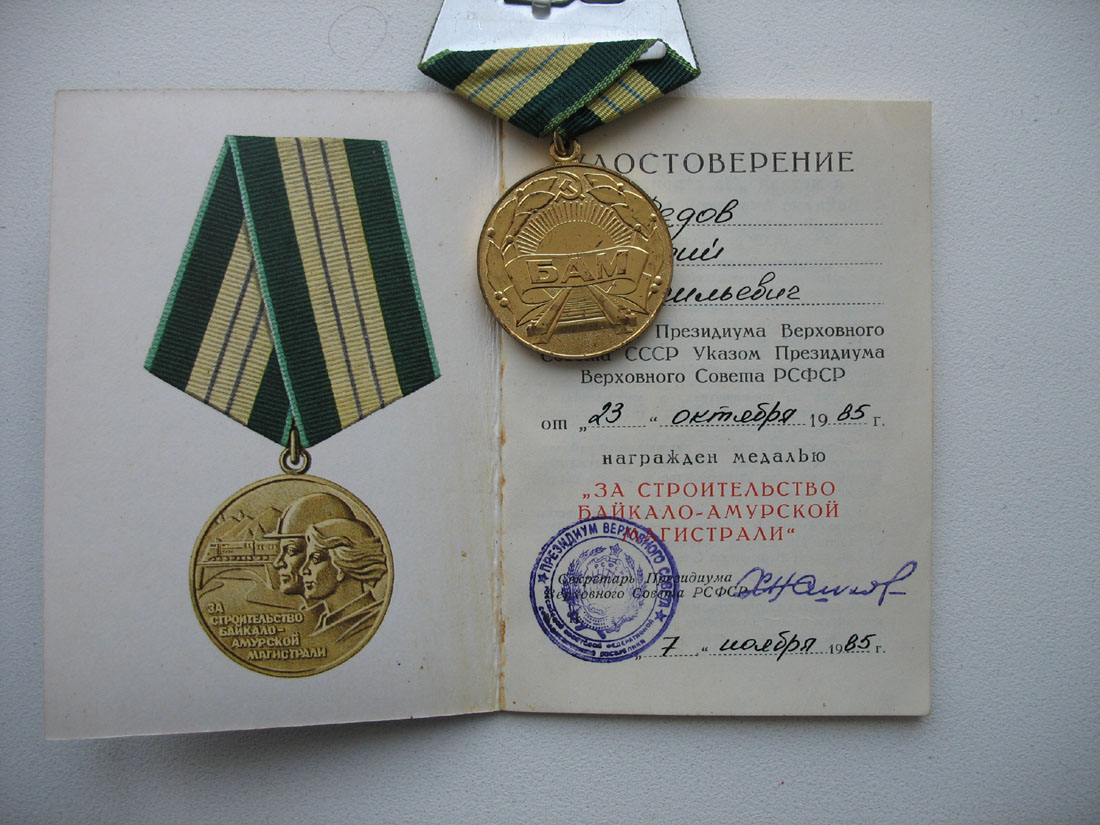 ЗА
СТРОИТЕЛЬСТВО
БАЙКАЛО-
АМУРСКОЙ
МАГИСТРАЛИ
БАМ
ДОСТОВЕРЕНИЕ
едов
ий
ильевич
Президиума Верховного
СССР Указом Президиума
Верховного Совета РСФСР
от „23“ октября 1985 г.
награжден медалью
„ЗА СТРОИТЕЛЬСТВО
БАЙКАЛО-АМУРСКОЙ
МАГИСТРАЛИ“
ПРЕЗИДИУМ ВЕРХОВНОГО СОВЕТА
Секретарь Президиума
Верховного Совета РСФСР
„7“ ноября 1985 г.